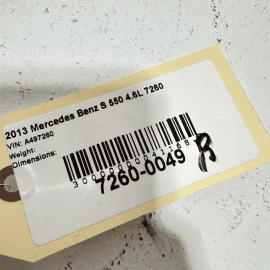 2013 Mercedes Benz S 550 4.6L 7260
VIN: A497260
Weight:
Dimensions:
7260-0049
R